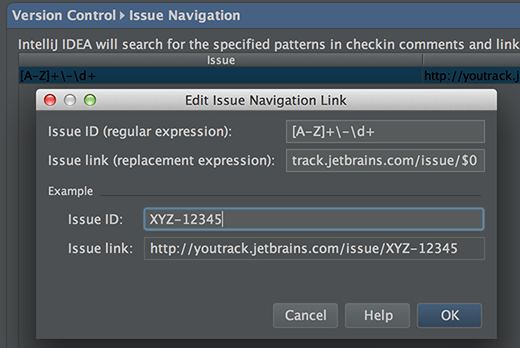 Version Control › Issue Navigation
IntelliJ IDEA will search for the specified patterns in checkin comments and link
Issue
[A-Z]+\-\d+ http://youtrack.j
Edit Issue Navigation Link
Issue ID (regular expression): [A-Z]+\-\d+
Issue link (replacement expression): track.jetbrains.com/issue/$0
Example
Issue ID: XYZ-12345
Issue link: http://youtrack.jetbrains.com/issue/XYZ-12345
Cancel Help OK